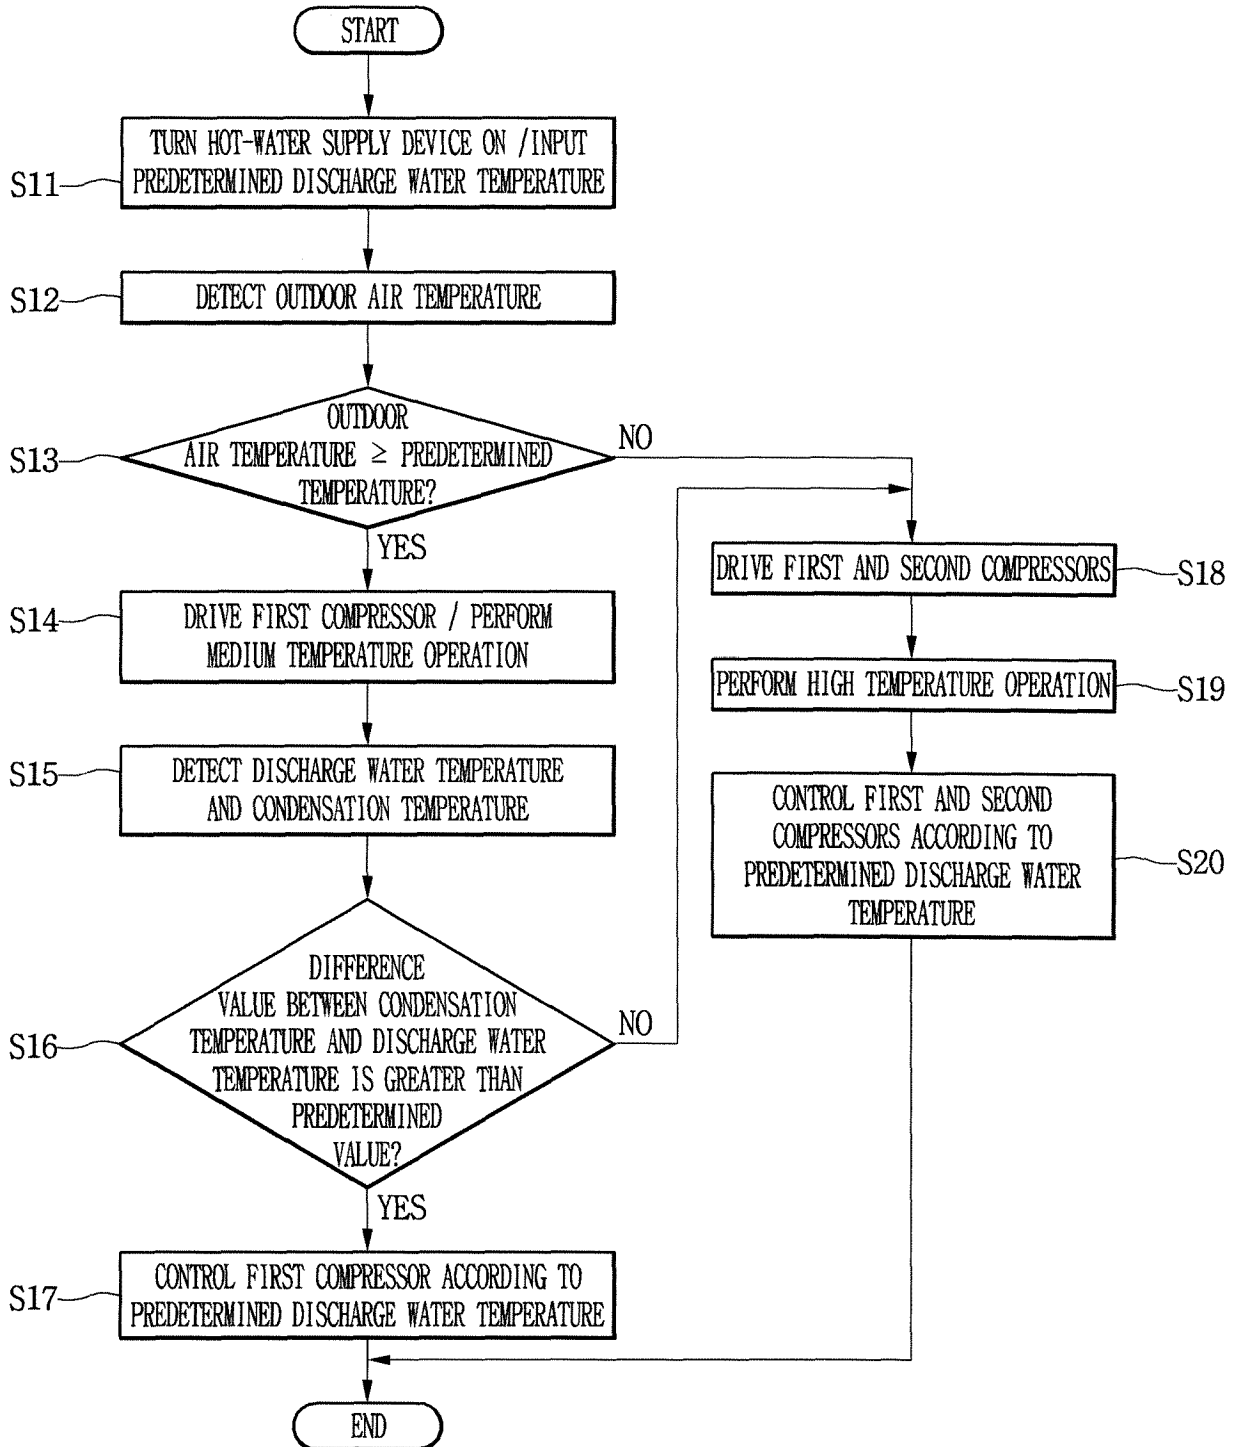 START
TURN HOT-WATER SUPPLY DEVICE ON /INPUT
PREDETERMINED DISCHARGE WATER TEMPERATURE
S11
DETECT OUTDOOR AIR TEMPERATURE
S12
OUTDOOR
AIR TEMPERATURE ≥ PREDETERMINED
TEMPERATURE?
S13
NO
YES
DRIVE FIRST COMPRESSOR / PERFORM
MEDIUM TEMPERATURE OPERATION
S14
DETECT DISCHARGE WATER TEMPERATURE
AND CONDENSATION TEMPERATURE
S15
DIFFERENCE
VALUE BETWEEN CONDENSATION
TEMPERATURE AND DISCHARGE WATER
TEMPERATURE IS GREATER THAN
PREDETERMINED
VALUE?
S16
NO
YES
CONTROL FIRST COMPRESSOR ACCORDING TO
PREDETERMINED DISCHARGE WATER TEMPERATURE
S17
DRIVE FIRST AND SECOND COMPRESSORS
S18
PERFORM HIGH TEMPERATURE OPERATION
S19
CONTROL FIRST AND SECOND
COMPRESSORS ACCORDING TO
PREDETERMINED DISCHARGE WATER
TEMPERATURE
S20
END